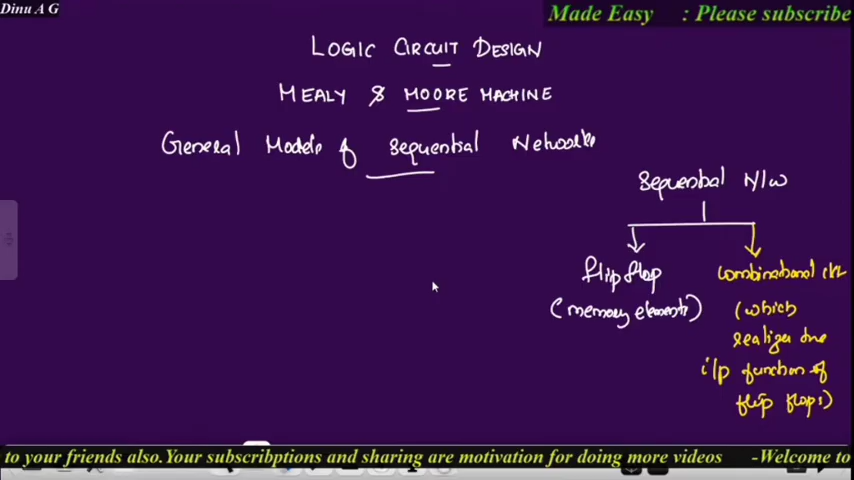 Dinu A G
Made Easy : Please subscribe
LOGIC CIRCUIT DESIGN
MEALY & MOORE MACHINE
General Models of Sequential Networks
Sequential N/W
flip flop
(memory elements)
combinational ckt
(which
realizes the
i/p function of
flip flops)
to your friends also.Your subscribptions and sharing are motivation for doing more videos -Welcome to